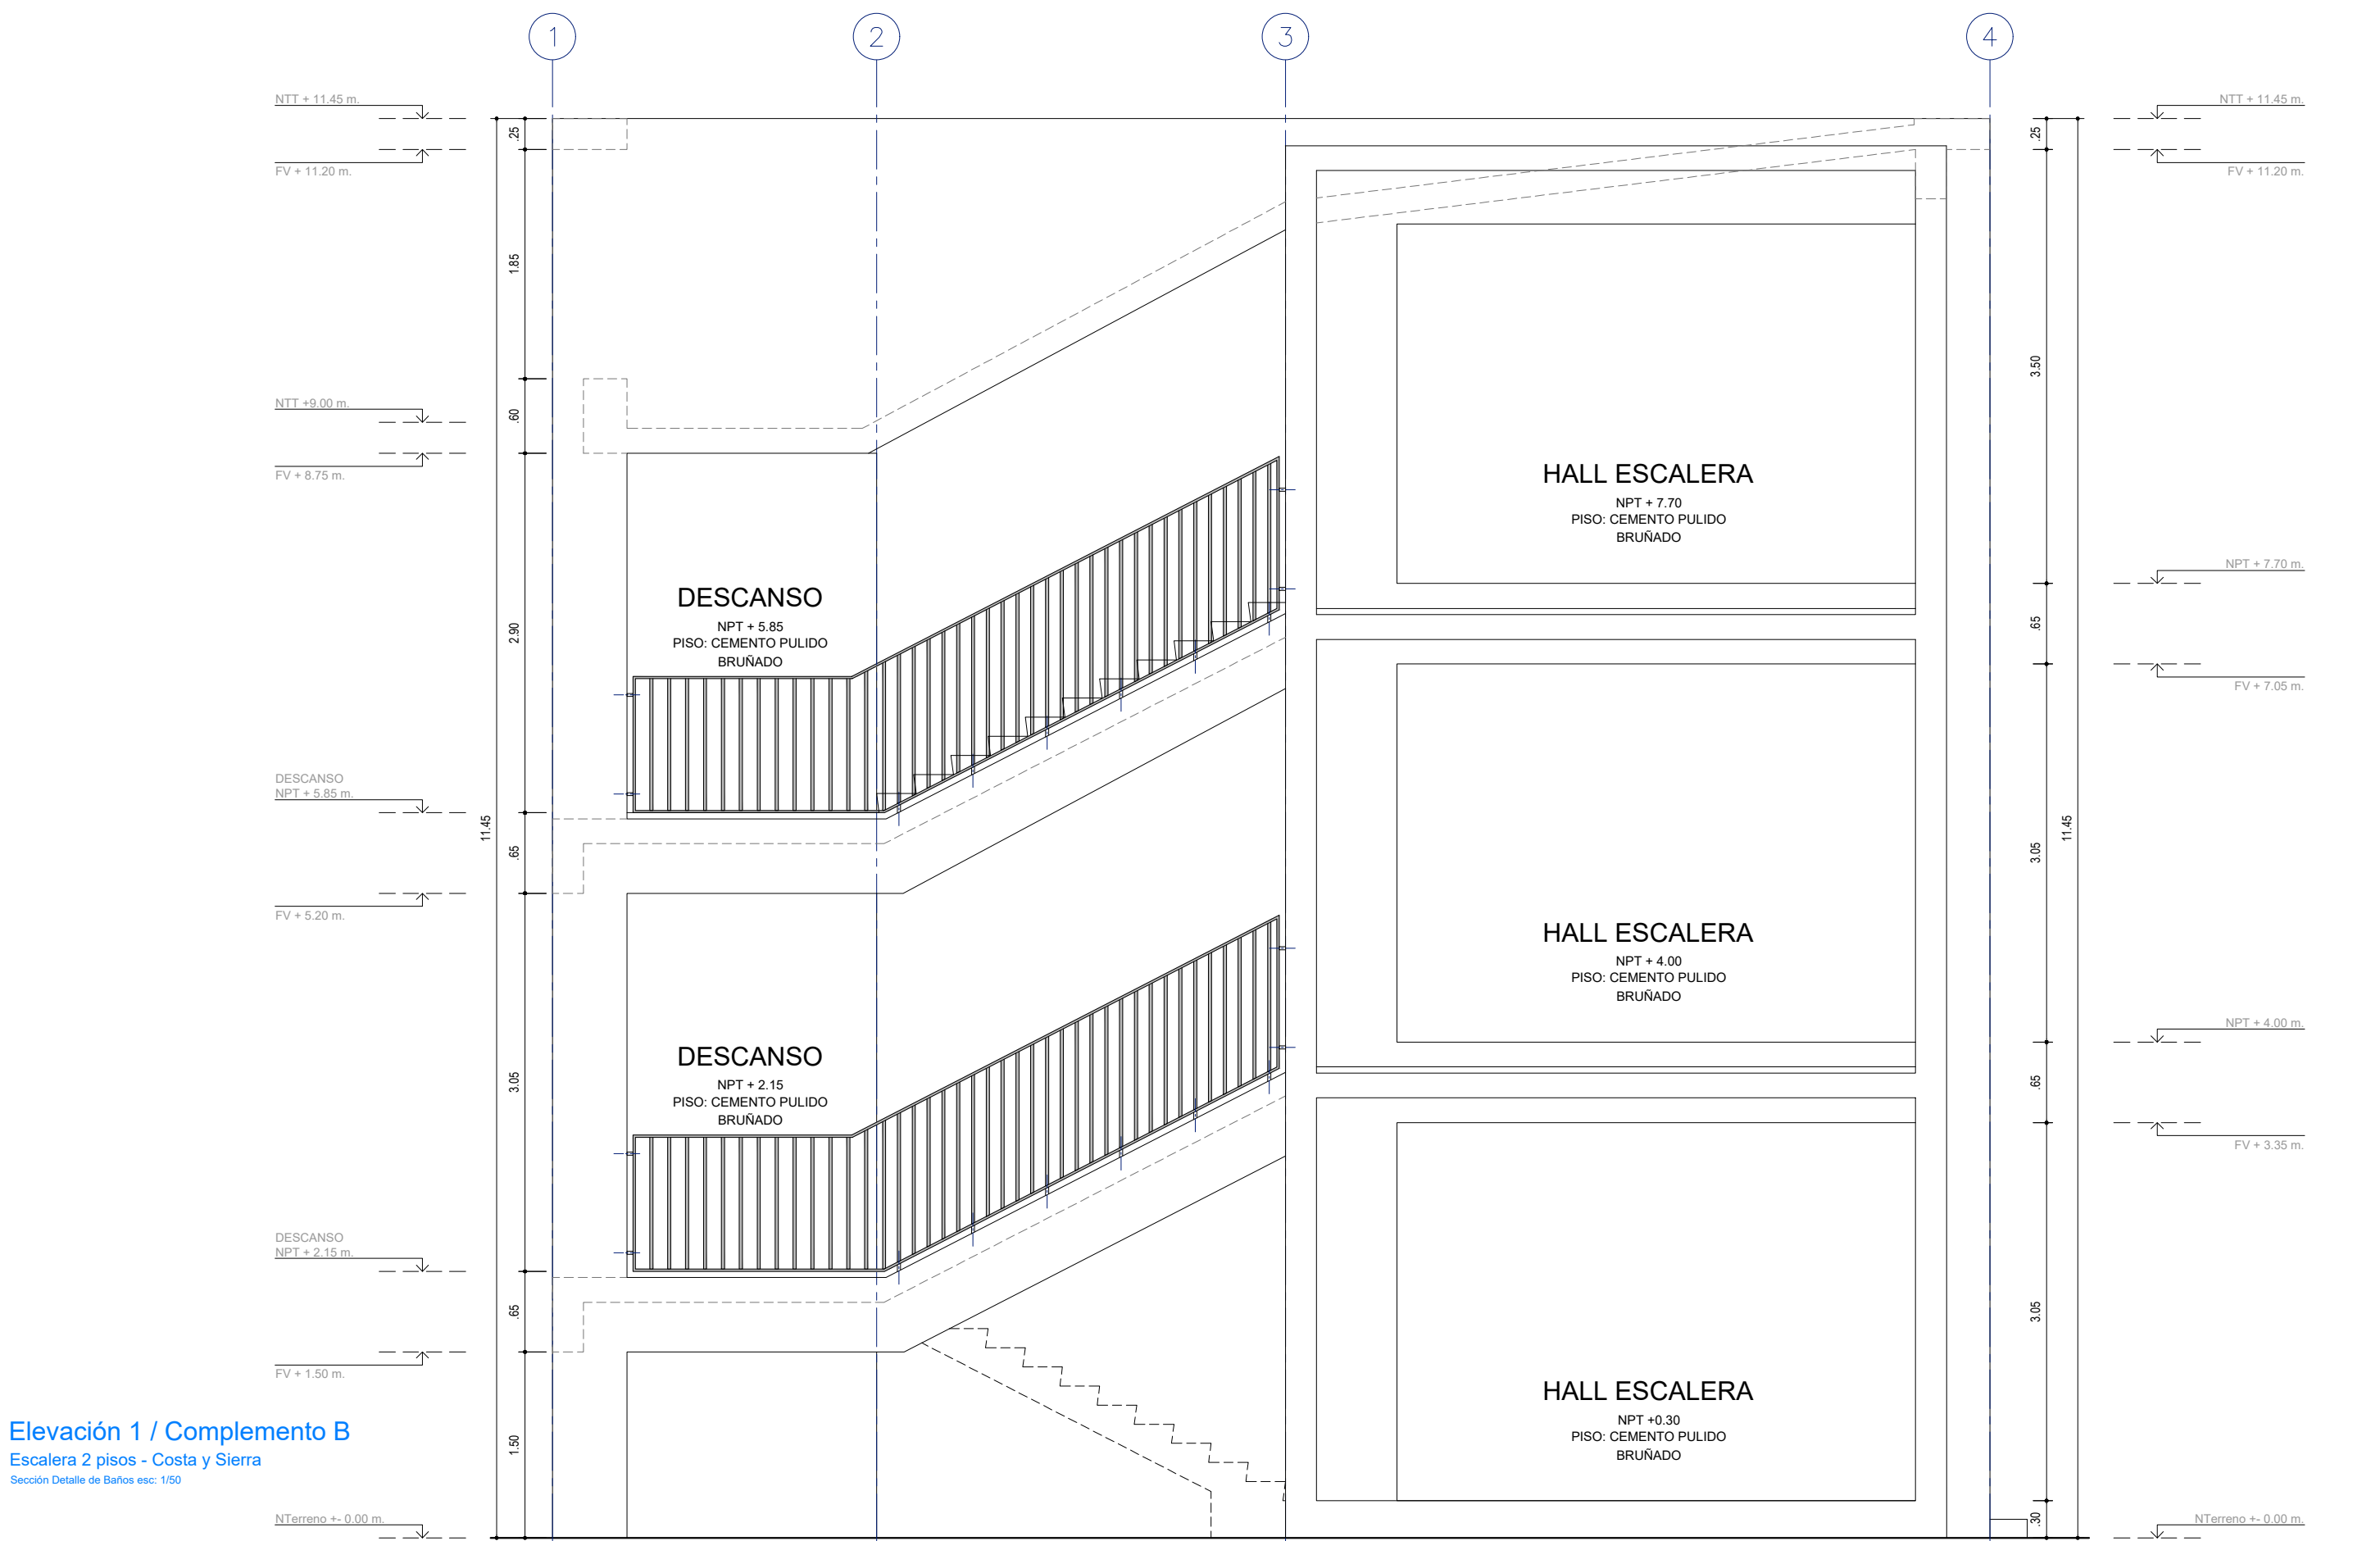 1
2
3
4
NTT + 11.45 m.
FV + 11.20 m.
NTT +9.00 m.
FV + 8.75 m.
DESCANSO
NPT + 5.85 m.
FV + 5.20 m.
DESCANSO
NPT + 2.15 m.
FV + 1.50 m.
NTerreno +- 0.00 m.
11.45
.25
1.85
.60
2.90
.65
3.05
.65
1.50
DESCANSO
NPT + 5.85
PISO: CEMENTO PULIDO
BRUÑADO
DESCANSO
NPT + 2.15
PISO: CEMENTO PULIDO
BRUÑADO
HALL ESCALERA
NPT + 7.70
PISO: CEMENTO PULIDO
BRUÑADO
HALL ESCALERA
NPT + 4.00
PISO: CEMENTO PULIDO
BRUÑADO
HALL ESCALERA
NPT +0.30
PISO: CEMENTO PULIDO
BRUÑADO
.25
3.50
.65
3.05
.65
3.05
.30
11.45
NTT + 11.45 m.
FV + 11.20 m.
NPT + 7.70 m.
FV + 7.05 m.
NPT + 4.00 m.
FV + 3.35 m.
NTerreno +- 0.00 m.
Elevación 1 / Complemento B
Escalera 2 pisos - Costa y Sierra
Sección Detalle de Baños esc: 1/50